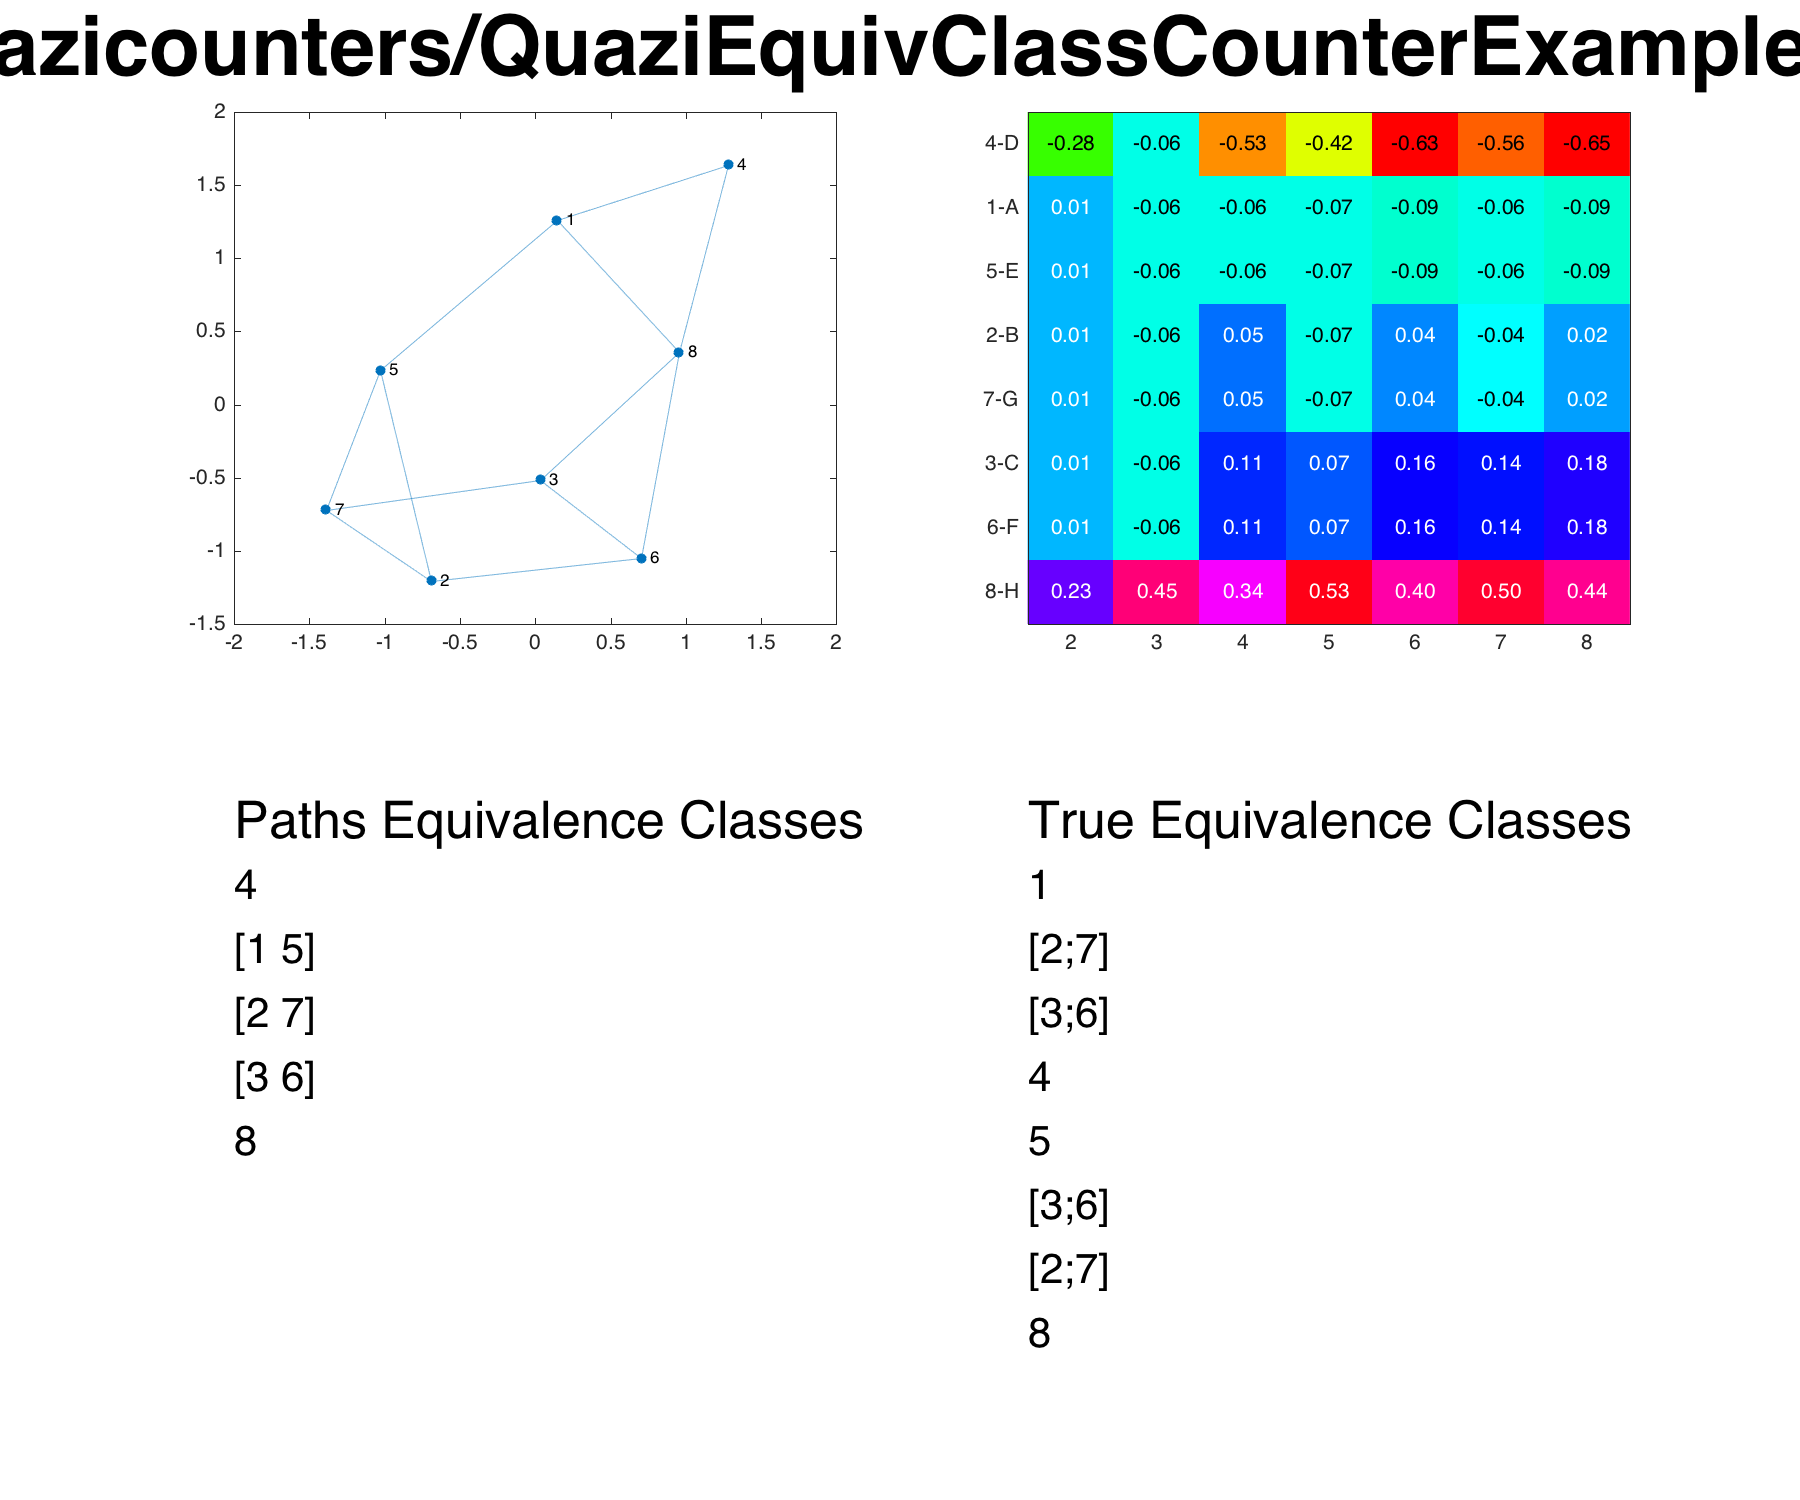 azicounters/QuaziEquivClassCounterExample
2
1.5
1
0.5
0
-0.5
-1
-1.5
-2 -1.5 -1 -0.5 0 0.5 1 1.5 2
4
1
8
5
3
7
6
2
4-D -0.28 -0.06 -0.53 -0.42 -0.63 -0.56 -0.65
1-A 0.01 -0.06 -0.06 -0.07 -0.09 -0.06 -0.09
5-E 0.01 -0.06 -0.06 -0.07 -0.09 -0.06 -0.09
2-B 0.01 -0.06 0.05 -0.07 0.04 -0.04 0.02
7-G 0.01 -0.06 0.05 -0.07 0.04 -0.04 0.02
3-C 0.01 -0.06 0.11 0.07 0.16 0.14 0.18
6-F 0.01 -0.06 0.11 0.07 0.16 0.14 0.18
8-H 0.23 0.45 0.34 0.53 0.40 0.50 0.44
2 3 4 5 6 7 8
Paths Equivalence Classes
4
[1 5]
[2 7]
[3 6]
8
True Equivalence Classes
1
[2;7]
[3;6]
4
5
[3;6]
[2;7]
8